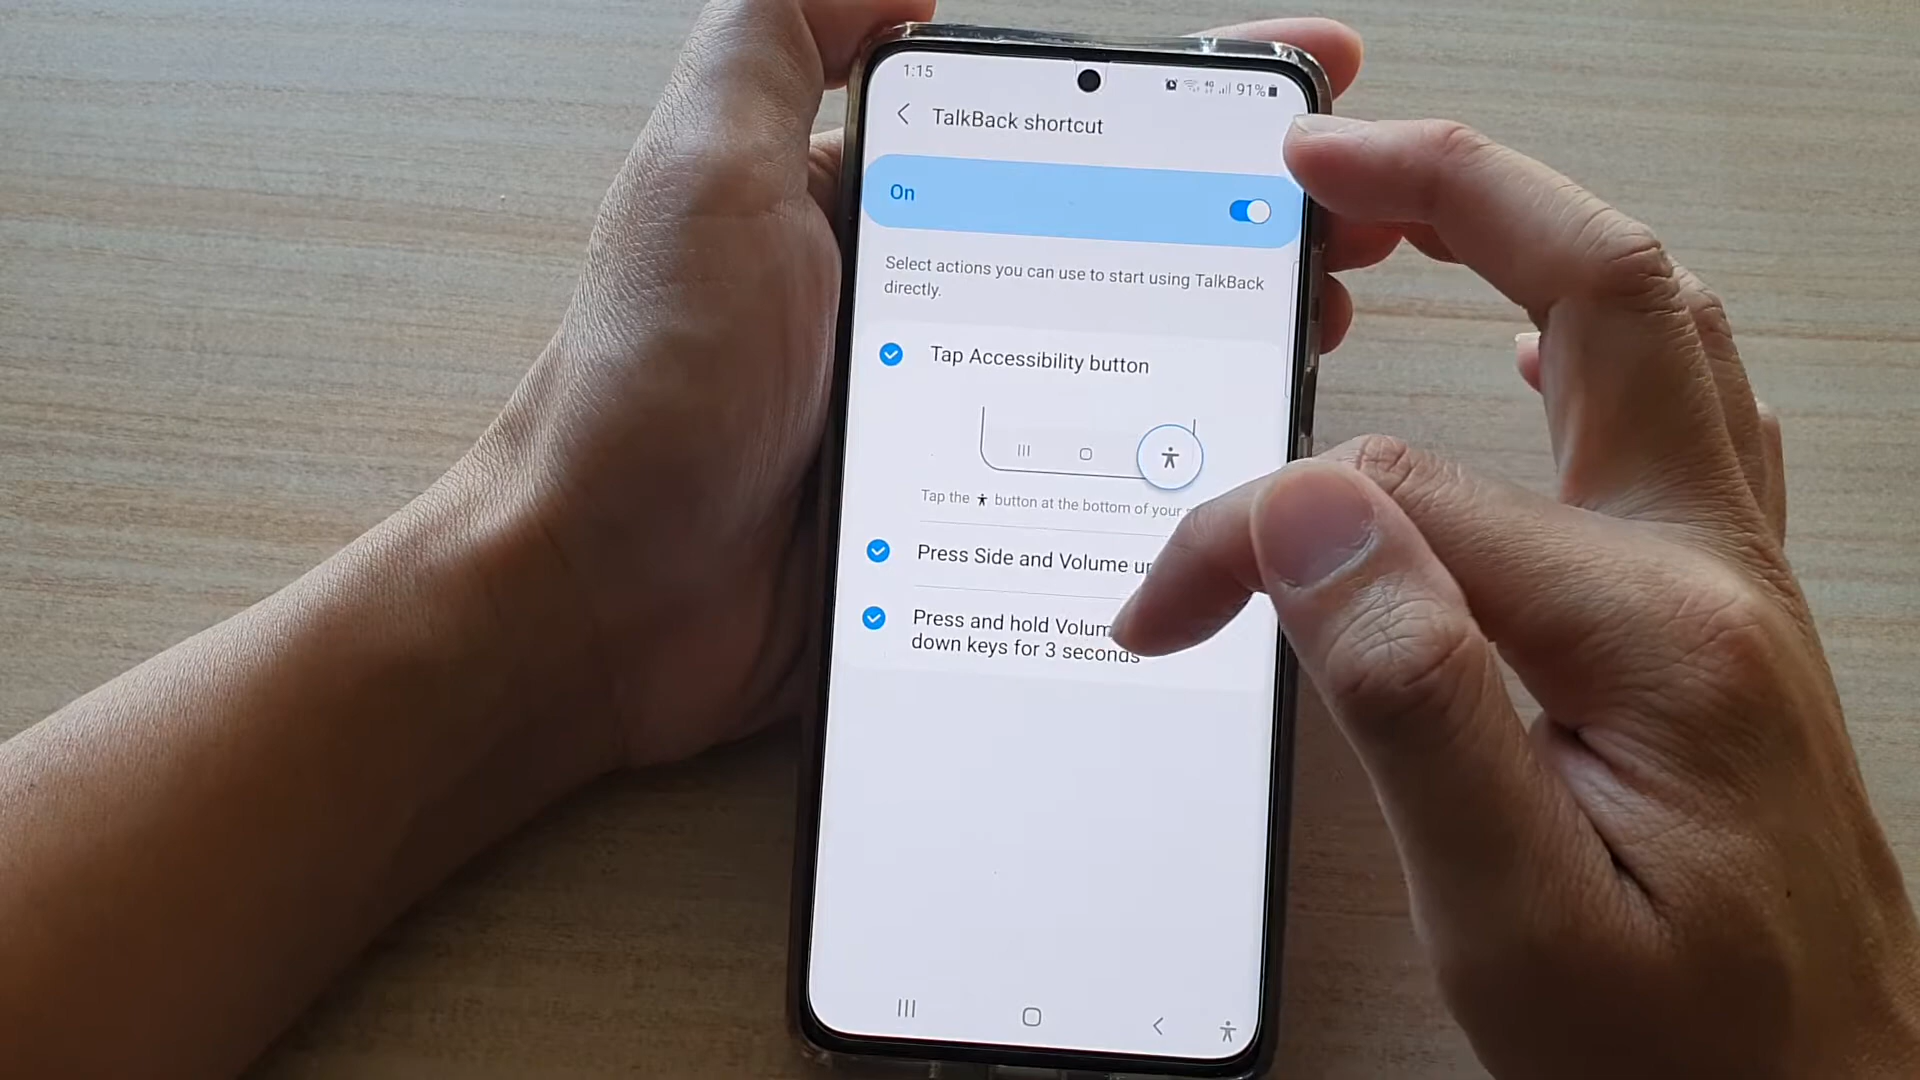 1:15
4G 91%
TalkBack shortcut
On
Select actions you can use to start using TalkBack
directly.
Tap Accessibility button
Tap the button at the bottom of your
Press Side and Volume
Press and hold
down keys for 3 seconds